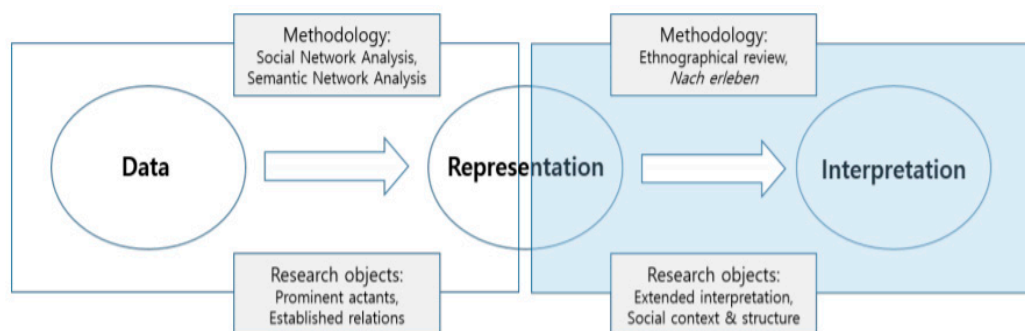 Methodology:
Social Network Analysis,
Semantic Network Analysis
Methodology:
Ethnographical review,
Nach erleben
Data
Representation
Interpretation
Research objects:
Prominent actants,
Established relations
Research objects:
Extended interpretation,
Social context & structure